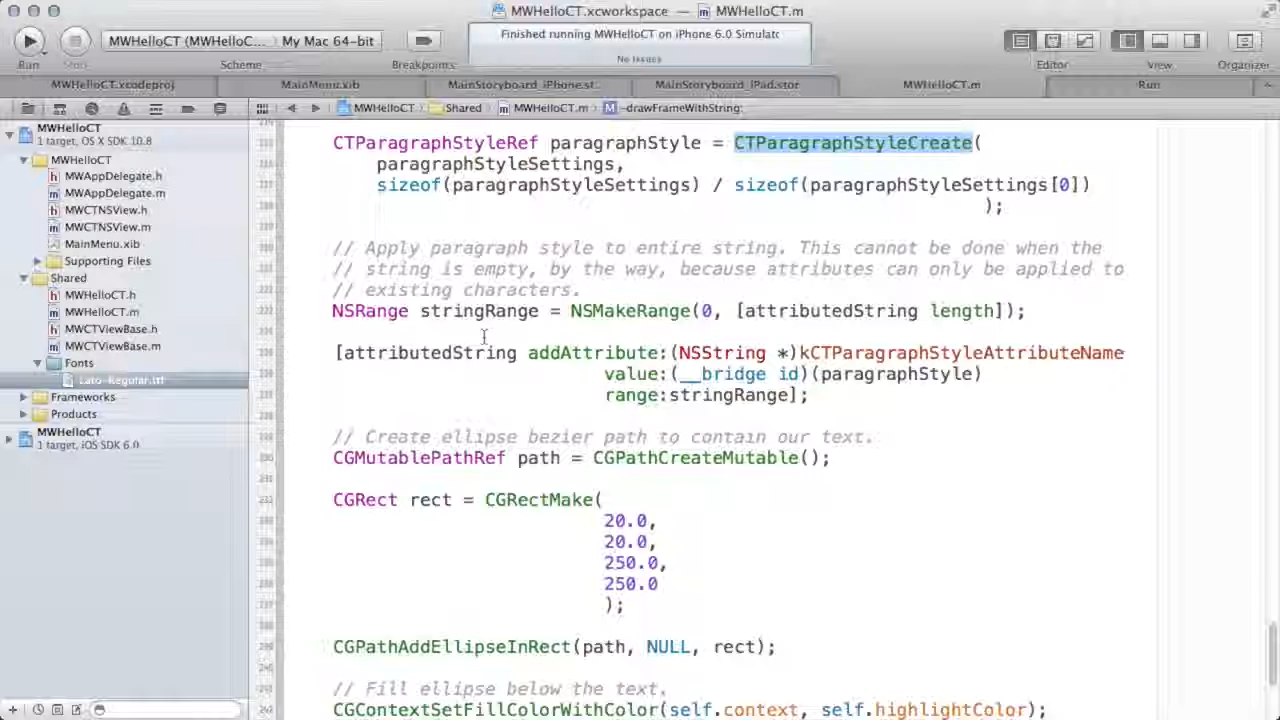 MWHelloCT.xcworkspace — MWHelloCT.m
MWHelloCT (MWHelloC... My Mac 64-bit
Finished running MWHelloCT on iPhone 6.0 Simulatc
No Issues
Run Stop Scheme Breakpoints Editor View Organizer
MWHelloCT.xcodeproj MainMenu.xib MainStoryboard_iPhone.st... MainStoryboard_iPad.stor... MWHelloCT.m Run
MWHelloCT Shared MWHelloCT.m M -drawFrameWithString:
MWHelloCT
1 target, OS X SDK 10.8
MWHelloCT
MWAppDelegate.h
MWAppDelegate.m
MWCTNSView.h
MWCTNSView.m
MainMenu.xib
Supporting Files
Shared
MWHelloCT.h
MWHelloCT.m
MWCTViewBase.h
MWCTViewBase.m
Fonts
Lato-Regular.ttf
Frameworks
Products
MWHelloCT
1 target, iOS SDK 6.0
CTParagraphStyleRef paragraphStyle = CTParagraphStyleCreate(
paragraphStyleSettings,
sizeof(paragraphStyleSettings) / sizeof(paragraphStyleSettings[0])
);
// Apply paragraph style to entire string. This cannot be done when the
// string is empty, by the way, because attributes can only be applied to
// existing characters.
NSRange stringRange = NSMakeRange(0, [attributedString length]);
[attributedString addAttribute:(NSString *)kCTParagraphStyleAttributeName
value:(__bridge id)(paragraphStyle)
range:stringRange];
// Create ellipse bezier path to contain our text.
CGMutablePathRef path = CGPathCreateMutable();
CGRect rect = CGRectMake(
20.0,
20.0,
250.0,
250.0
);
CGPathAddEllipseInRect(path, NULL, rect);
// Fill ellipse below the text.
CGContextSetFillColorWithColor(self.context, self.highlightColor);